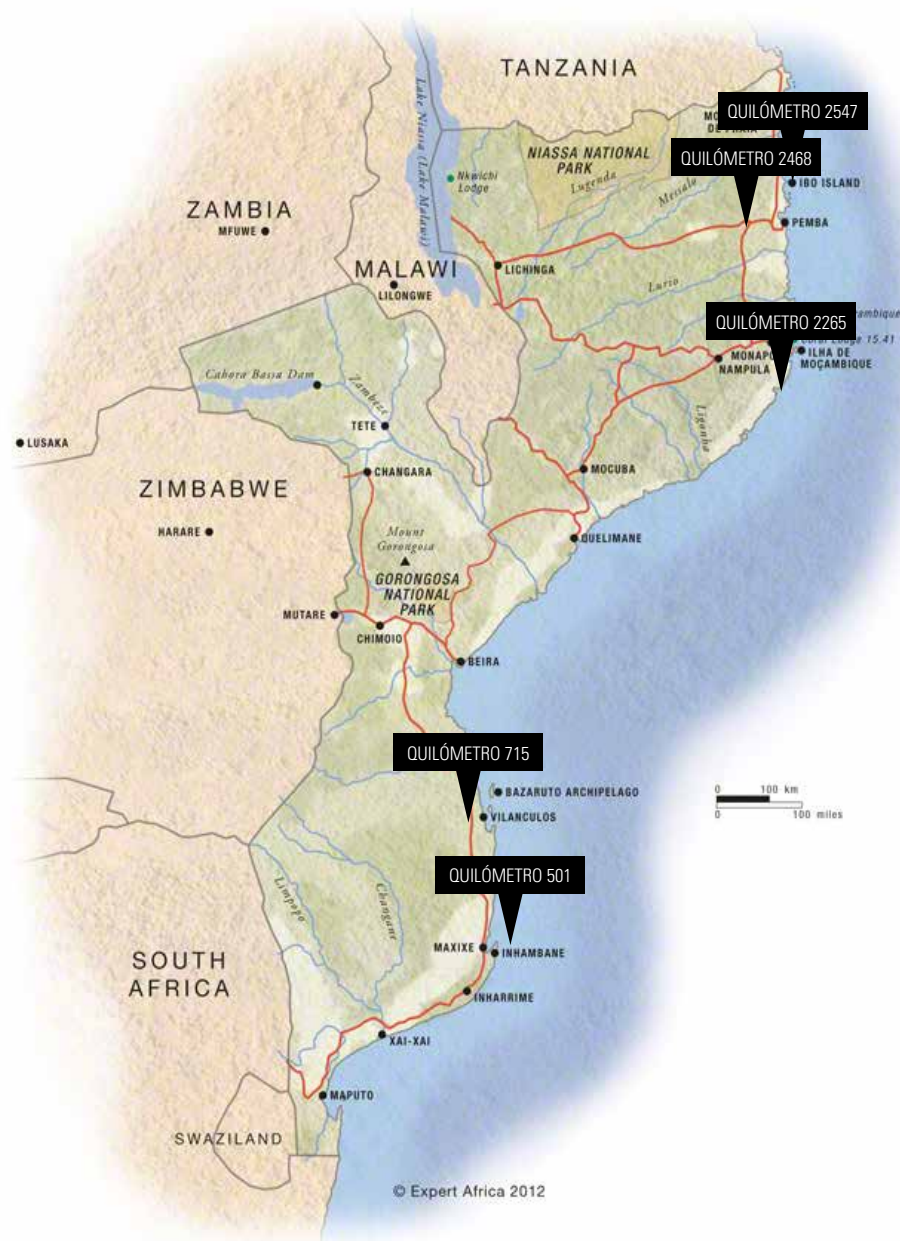 TANZANIA
Lake Niassa (Lake Malawi)
QUILÓMETRO 2547
NIASSA NATIONAL
PARK
QUILÓMETRO 2468
Nkwichi
Lodge
Lugenda
Messalo
IBO ISLAND
ZAMBIA
MFUWE
PEMBA
MALAWI
LILONGWE
LICHINGA
Lurio
QUILÓMETRO 2265
ILHA DE
MOÇAMBIQUE
NAMPULA
Cahora Bassa Dam
Zambeze
TETE
Ligonha
LUSAKA
CHANGARA
MOCUBA
ZIMBABWE
HARARE
Mount
Gorongosa
QUELIMANE
GORONGOSA
NATIONAL
PARK
MUTARE
CHIMOIO
BEIRA
QUILÓMETRO 715
BAZARUTO ARCHIPELAGO
VILANCULOS
0 100 km
0 100 miles
QUILÓMETRO 501
Limpopo
Changane
MAXIXE
INHAMBANE
SOUTH
AFRICA
INHARRIME
XAI-XAI
MAPUTO
SWAZILAND
© Expert Africa 2012